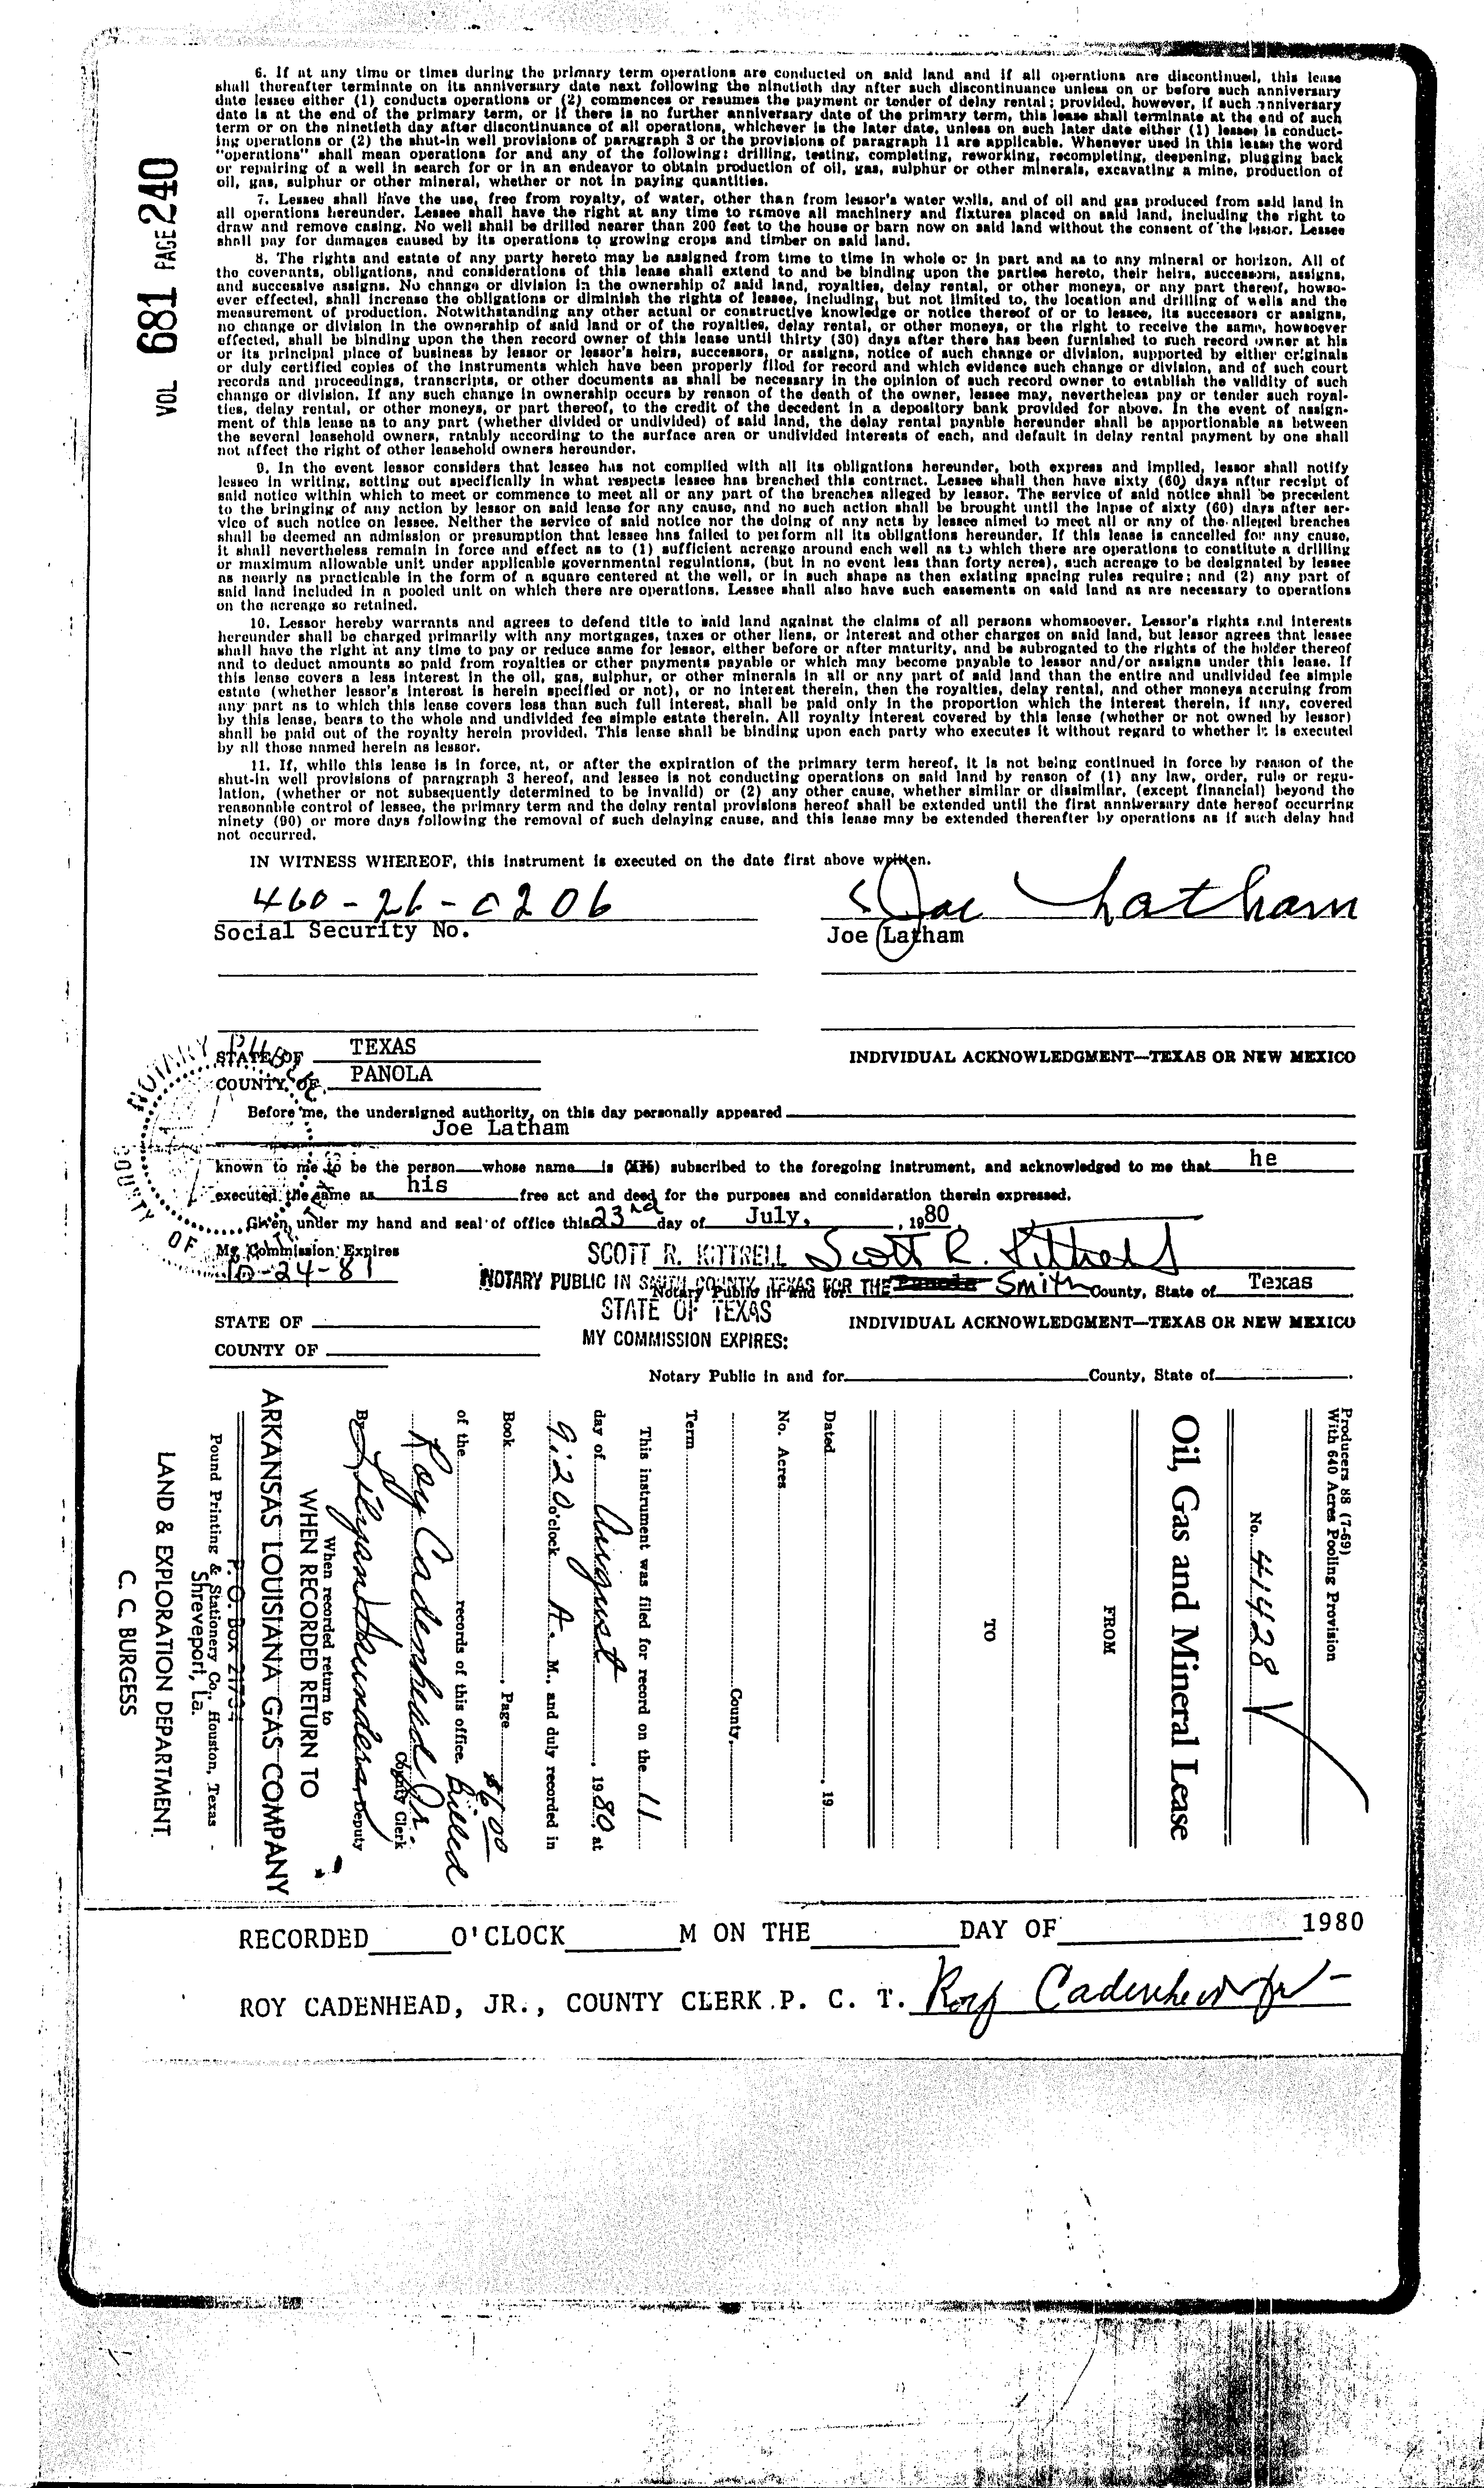 VOL 681 PAGE 240
6. If at any time or times during the primary term operations are conducted on said land and if all operations are discontinued, this lease
shall thereafter terminate on its anniversary date next following the ninetieth day after such discontinuance unless on or before such anniversary
date lessee either (1) conducts operations or (2) commences or resumes the payment or tender of delay rental; provided, however, if such anniversary
date is at the end of the primary term, or if there is no further anniversary date of the primary term, this lease shall terminate at the end of such
term or on the ninetieth day after discontinuance of all operations, whichever is the later date, unless on such later date either (1) lessee is conduct-
ing operations or (2) the shut-in well provisions of paragraph 3 or the provisions of paragraph 11 are applicable. Whenever used in this lease the word
"operations" shall mean operations for and any of the following: drilling, testing, completing, reworking, recompleting, deepening, plugging back
or repairing of a well in search for or in an endeavor to obtain production of oil, gas, sulphur or other minerals, excavating a mine, production of
oil, gas, sulphur or other mineral, whether or not in paying quantities.
7. Lessee shall have the use, free from royalty, of water, other than from lessor's water wells, and of oil and gas produced from said land in
all operations hereunder. Lessee shall have the right at any time to remove all machinery and fixtures placed on said land, including the right to
draw and remove casing. No well shall be drilled nearer than 200 feet to the house or barn now on said land without the consent of the lessor. Lessee
shall pay for damages caused by its operations to growing crops and timber on said land.
8. The rights and estate of any party hereto may be assigned from time to time in whole or in part and as to any mineral or horizon. All of
the covenants, obligations, and considerations of this lease shall extend to and be binding upon the parties hereto, their heirs, successors, assigns,
and successive assigns. No change or division in the ownership of said land, royalties, delay rental, or other moneys, or any part thereof, howso-
ever effected, shall increase the obligations or diminish the rights of lessee, including, but not limited to, the location and drilling of wells and the
measurement of production. Notwithstanding any other actual or constructive knowledge or notice thereof of or to lessee, its successors or assigns,
no change or division in the ownership of said land or of the royalties, delay rental, or other moneys, or the right to receive the same, howsoever
effected, shall be binding upon the then record owner of this lease until thirty (30) days after there has been furnished to such record owner at his
or its principal place of business by lessor or lessor's heirs, successors, or assigns, notice of such change or division, supported by either originals
or duly certified copies of the instruments which have been properly filed for record and which evidence such change or division, and of such court
records and proceedings, transcripts, or other documents as shall be necessary in the opinion of such record owner to establish the validity of such
change or division. If any such change in ownership occurs by reason of the death of the owner, lessee may, nevertheless pay or tender such royal-
ties, delay rental, or other moneys, or part thereof, to the credit of the decedent in a depository bank provided for above. In the event of assign-
ment of this lease as to any part (whether divided or undivided) of said land, the delay rental payable hereunder shall be apportionable as between
the several leasehold owners, ratably according to the surface area or undivided interests of each, and default in delay rental payment by one shall
not affect the right of other leasehold owners hereunder.
9. In the event lessor considers that lessee has not complied with all its obligations hereunder, both express and implied, lessor shall notify
lessee in writing, setting out specifically in what respects lessee has breached this contract. Lessee shall then have sixty (60) days after receipt of
said notice within which to meet or commence to meet all or any part of the breaches alleged by lessor. The service of said notice shall be precedent
to the bringing of any action by lessor on said lease for any cause, and no such action shall be brought until the lapse of sixty (60) days after ser-
vice of such notice on lessee. Neither the service of said notice nor the doing of any acts by lessee aimed to meet all or any of the alleged breaches
shall be deemed an admission or presumption that lessee has failed to perform all its obligations hereunder. If this lease is cancelled for any cause,
it shall nevertheless remain in force and effect as to (1) sufficient acreage around each well as to which there are operations to constitute a drilling
or maximum allowable unit under applicable governmental regulations, (but in no event less than forty acres), such acreage to be designated by lessee
as nearly as practicable in the form of a square centered at the well, or in such shape as then existing spacing rules require; and (2) any part of
said land included in a pooled unit on which there are operations. Lessee shall also have such easements on said land as are necessary to operations
on the acreage so retained.
10. Lessor hereby warrants and agrees to defend title to said land against the claims of all persons whomsoever. Lessor's rights and interests
hereunder shall be charged primarily with any mortgages, taxes or other liens, or interest and other charges on said land, but lessor agrees that lessee
shall have the right at any time to pay or reduce same for lessor, either before or after maturity, and be subrogated to the rights of the holder thereof
and to deduct amounts so paid from royalties or other payments payable or which may become payable to lessor and/or assigns under this lease. If
this lease covers a less interest in the oil, gas, sulphur, or other minerals in all or any part of said land than the entire and undivided fee simple
estate (whether lessor's interest is herein specified or not), or no interest therein, then the royalties, delay rental, and other moneys accruing from
any part as to which this lease covers less than such full interest, shall be paid only in the proportion which the interest therein, if any, covered
by this lease, bears to the whole and undivided fee simple estate therein. All royalty interest covered by this lease (whether or not owned by lessor)
shall be paid out of the royalty herein provided. This lease shall be binding upon each party who executes it without regard to whether it is executed
by all those named herein as lessor.
11. If, while this lease is in force, at, or after the expiration of the primary term hereof, it is not being continued in force by reason of the
shut-in well provisions of paragraph 3 hereof, and lessee is not conducting operations on said land by reason of (1) any law, order, rule or regu-
lation, (whether or not subsequently determined to be invalid) or (2) any other cause, whether similar or dissimilar, (except financial) beyond the
reasonable control of lessee, the primary term and the delay rental provisions hereof shall be extended until the first anniversary date hereof occurring
ninety (90) or more days following the removal of such delaying cause, and this lease may be extended thereafter by operations as if such delay had
not occurred.
IN WITNESS WHEREOF, this instrument is executed on the date first above written.
460-26-0206 Joe Latham
Social Security No. Joe Latham
NOTARY PUBLIC
COUNTY OF
STATE OF TEXAS INDIVIDUAL ACKNOWLEDGMENT—TEXAS OR NEW MEXICO
COUNTY OF PANOLA
Before me, the undersigned authority, on this day personally appeared
Joe Latham
known to me to be the person whose name is subscribed to the foregoing instrument, and acknowledged to me that he
executed the same as his free act and deed for the purposes and consideration therein expressed.
Given under my hand and seal of office this 23rd day of July, , 1980.
My Commission Expires SCOTT R. KITTRELL Scott R. Kittrell
10-24-81 NOTARY PUBLIC IN SMITH COUNTY, TEXAS FOR THE Notary Public in and for Panola Smith County, State of Texas
STATE OF TEXAS
STATE OF INDIVIDUAL ACKNOWLEDGMENT—TEXAS OR NEW MEXICO
MY COMMISSION EXPIRES:
COUNTY OF
Notary Public in and for County, State of
Producers 88 (7-69)
With 640 Acres Pooling Provision
No. 41428
Oil, Gas and Mineral Lease
FROM
TO
Dated , 19
No. Acres
County,
Term
This instrument was filed for record on the 11
day of August , 1980 at
9:20 o'clock A. M., and duly recorded in
Book , Page $6.00
of the records of this office. Billed
Roy Cadenhead Jr.
County Clerk
By Lilyan Saunders, Deputy
When recorded return to
WHEN RECORDED RETURN TO
ARKANSAS LOUISIANA GAS COMPANY
P. O. Box 21734
Pound Printing & Stationery Co., Houston, Texas
Shreveport, La.
LAND & EXPLORATION DEPARTMENT
C. C. BURGESS
RECORDED O'CLOCK M ON THE DAY OF 1980
ROY CADENHEAD, JR., COUNTY CLERK P. C. T. Roy Cadenhead Jr